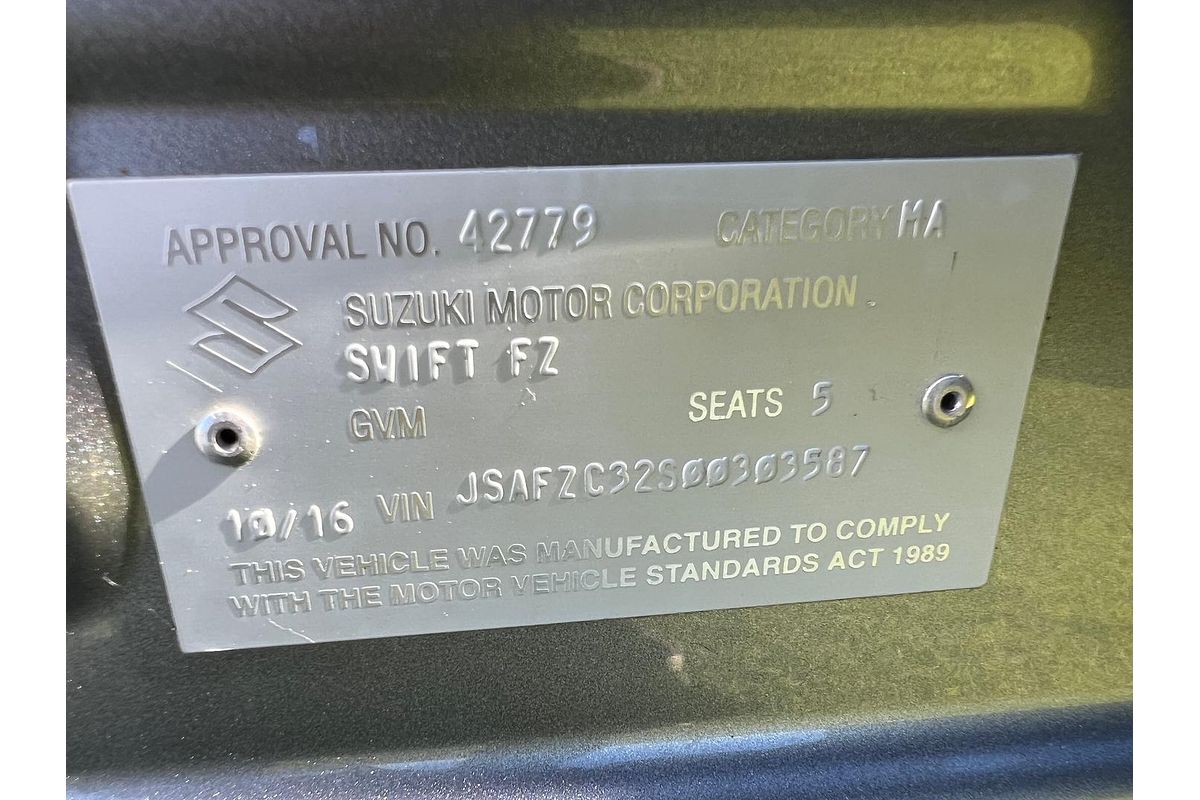 APPROVAL NO. 42779 CATEGORY MA
SUZUKI MOTOR CORPORATION
SWIFT FZ
GVM SEATS 5
10/16 VIN JSAFZC32S00303587
THIS VEHICLE WAS MANUFACTURED TO COMPLY
WITH THE MOTOR VEHICLE STANDARDS ACT 1989